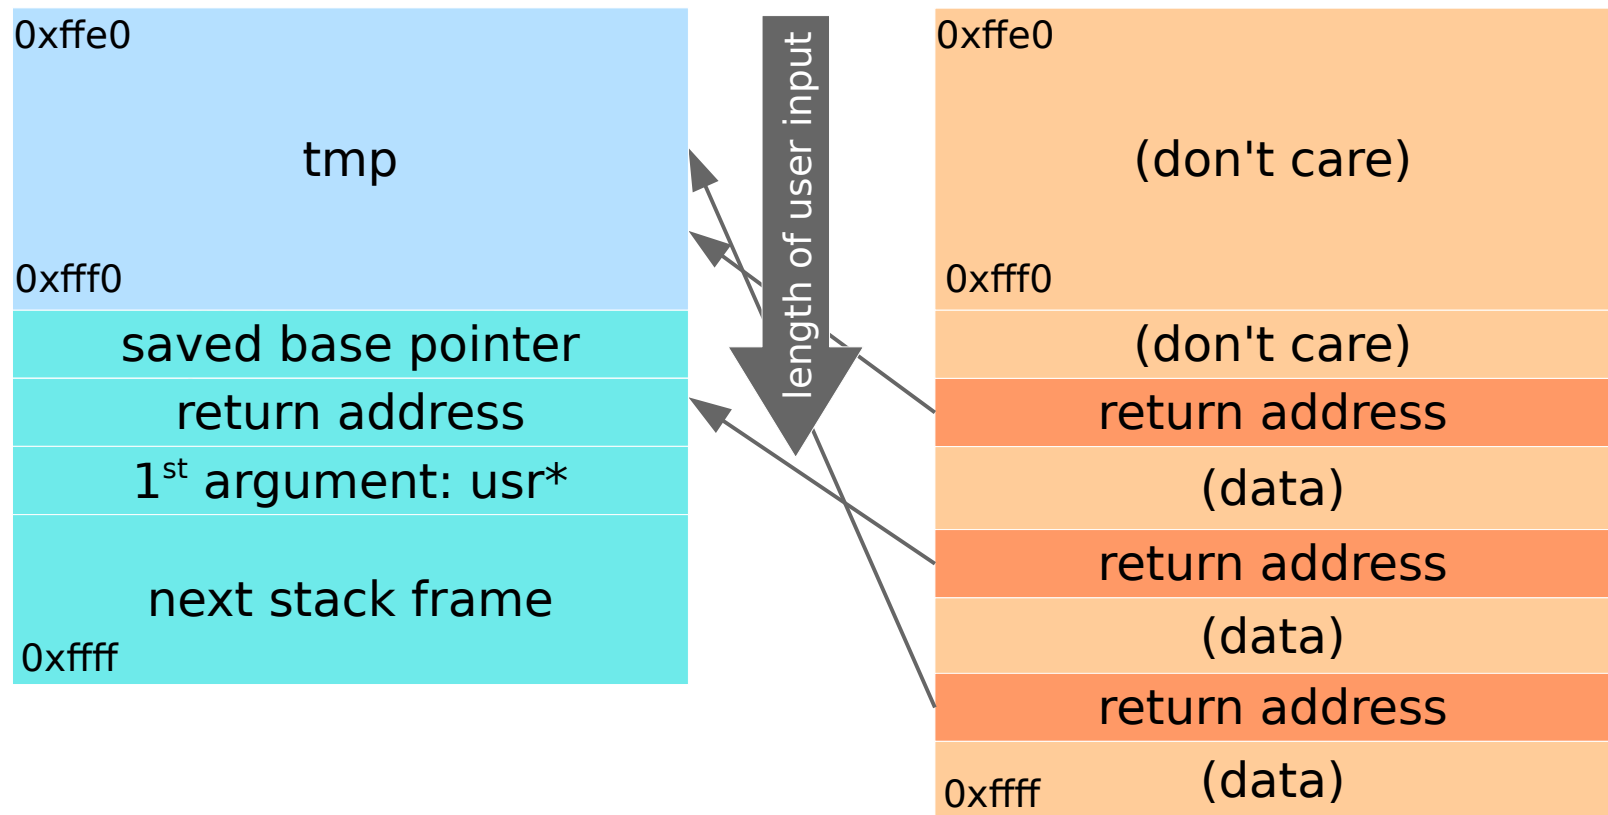 0xffe0
tmp
0xfff0
saved base pointer
return address
1st argument: usr*
next stack frame
0xffff
length of user input
0xffe0
(don't care)
0xfff0
(don't care)
return address
(data)
return address
(data)
return address
(data)
0xffff